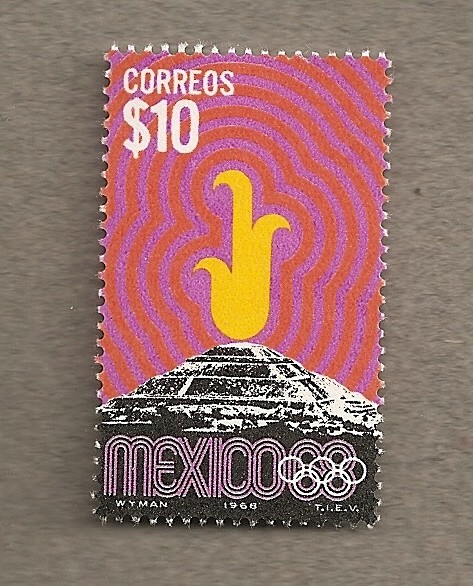 CORREOS
$10
MEXICO68
WYMAN 1968 T.I.E.V.